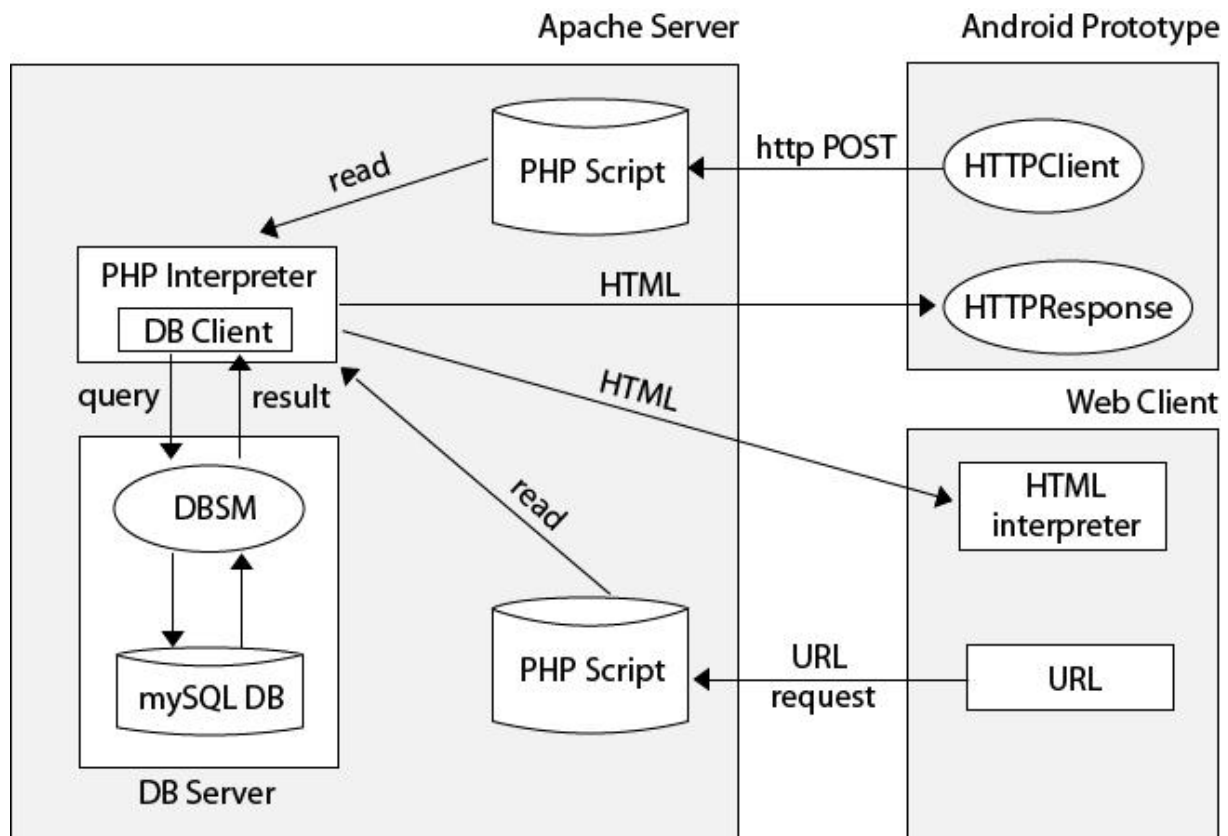 Apache Server
Android Prototype
PHP Script
http POST
HTTPClient
read
PHP Interpreter
DB Client
HTML
HTTPResponse
query
result
HTML
Web Client
DBSM
read
HTML
interpreter
mySQL DB
PHP Script
URL
request
URL
DB Server